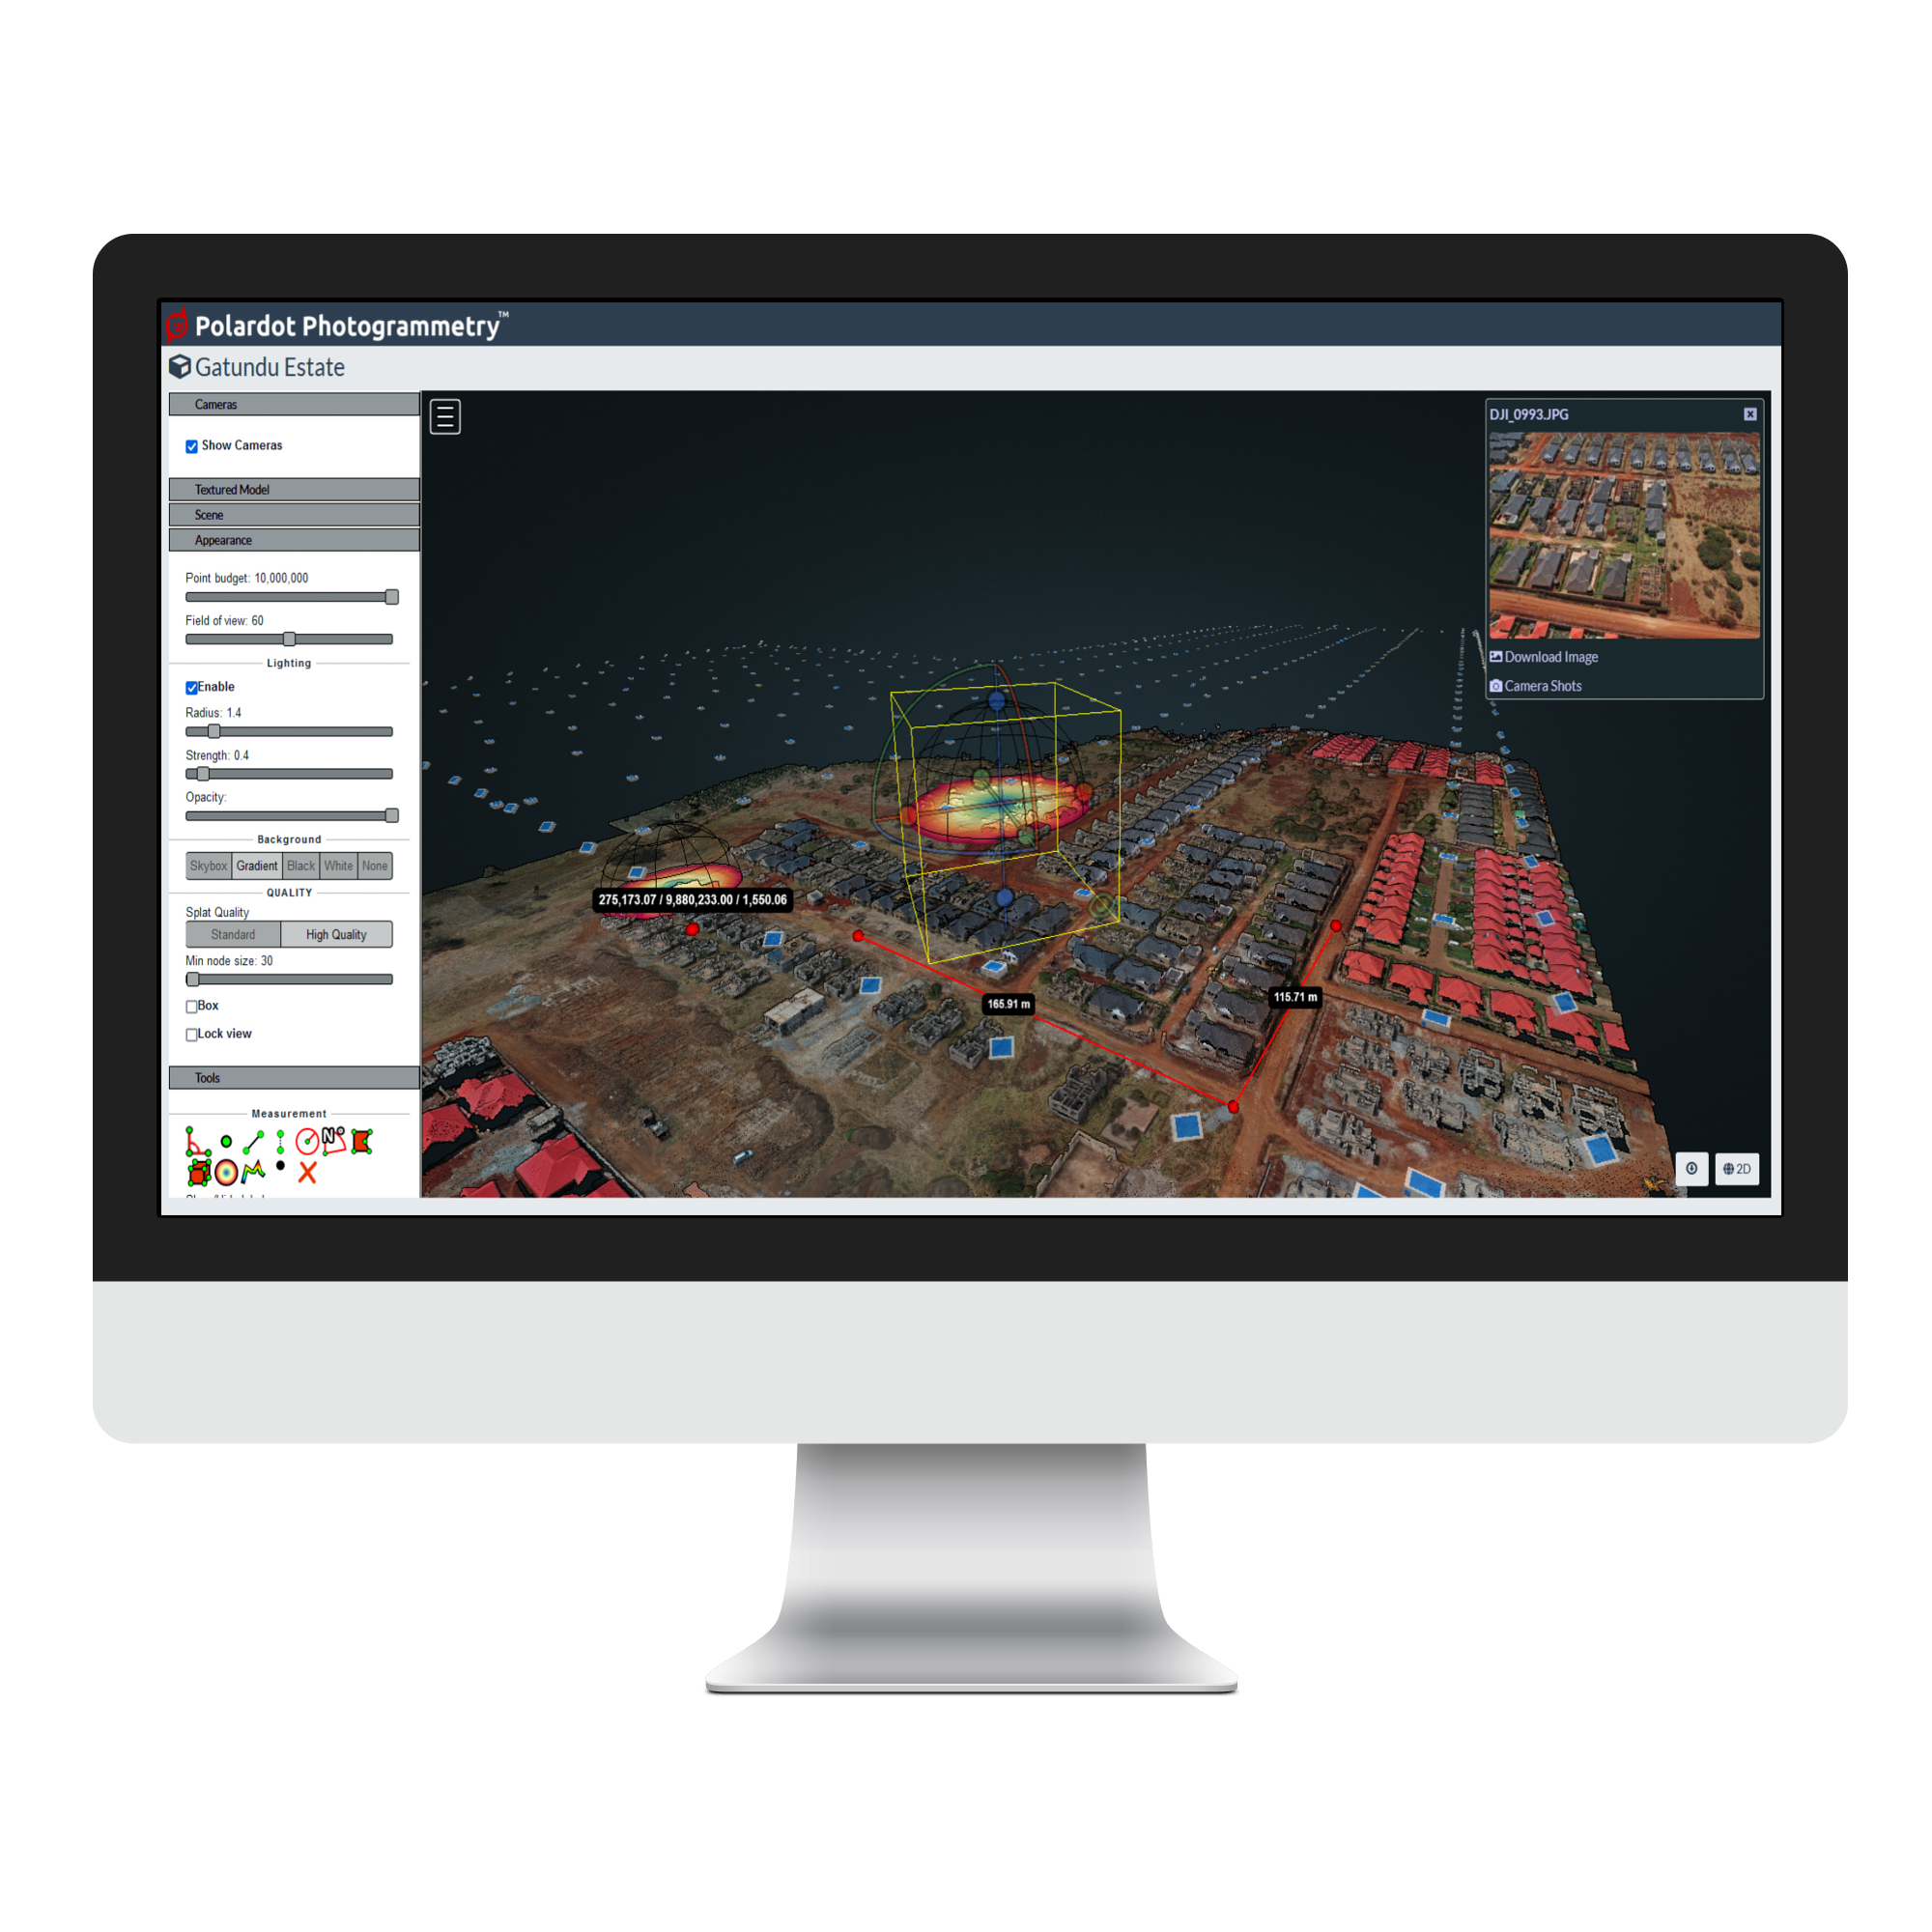 Polardot Photogrammetry™
Gatundu Estate
Cameras
Show Cameras
Textured Model
Scene
Appearance
Point budget: 10,000,000
Field of view: 60
Lighting
Enable
Radius: 1.4
Strength: 0.4
Opacity:
Background
Skybox Gradient Black White None
QUALITY
Splat Quality
Standard High Quality
Min node size: 30
Box
Lock view
Tools
Measurement
N
DJI_0993.JPG
Download Image
Camera Shots
275,173.07 / 9,880,233.00 / 1,550.06
165.91 m
115.71 m
2D